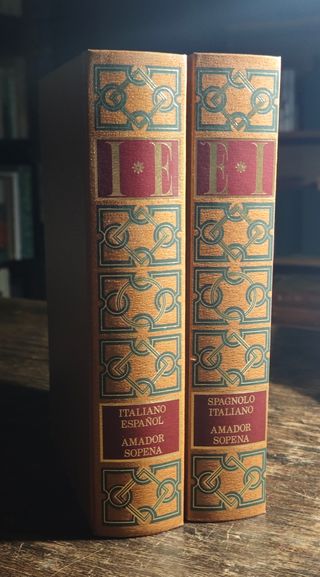 I * E
ITALIANO
ESPAÑOL
AMADOR
SOPENA
E * I
SPAGNOLO
ITALIANO
AMADOR
SOPENA